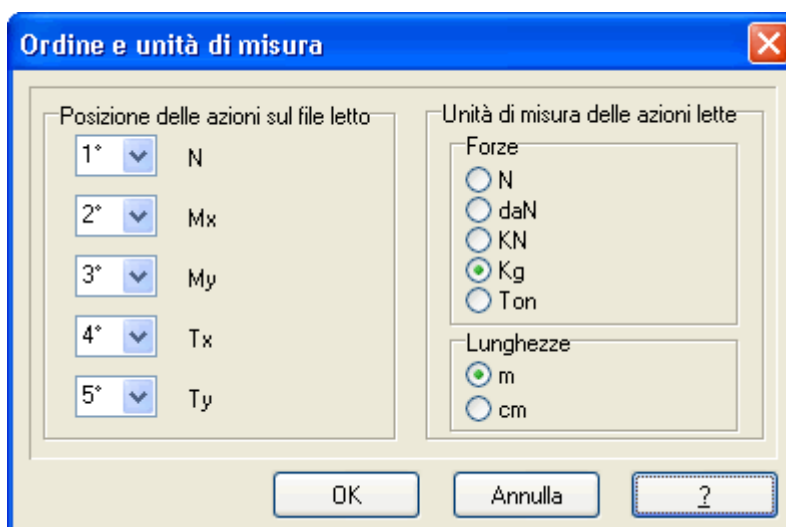 Ordine e unità di misura
Posizione delle azioni sul file letto
1° N
2° Mx
3° My
4° Tx
5° Ty
Unità di misura delle azioni lette
Forze
N
daN
KN
Kg
Ton
Lunghezze
m
cm
OK
Annulla
?